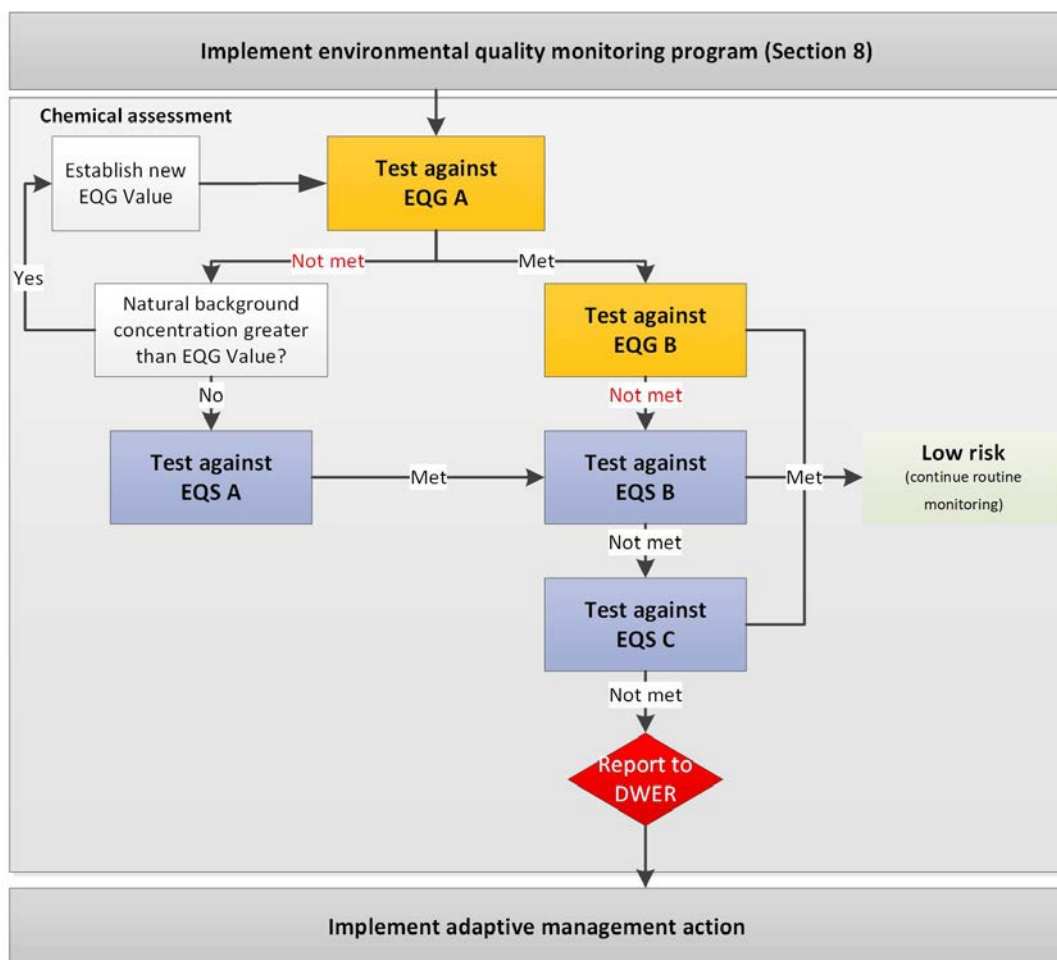 Implement environmental quality monitoring program (Section 8)
Chemical assessment
Establish new
EQG Value
Test against
EQG A
Not met
Met
Yes
Natural background
concentration greater
than EQG Value?
Test against
EQG B
No
Not met
Test against
EQS A
Met
Test against
EQS B
Met
Low risk
(continue routine
monitoring)
Not met
Test against
EQS C
Not met
Report to
DWER
Implement adaptive management action